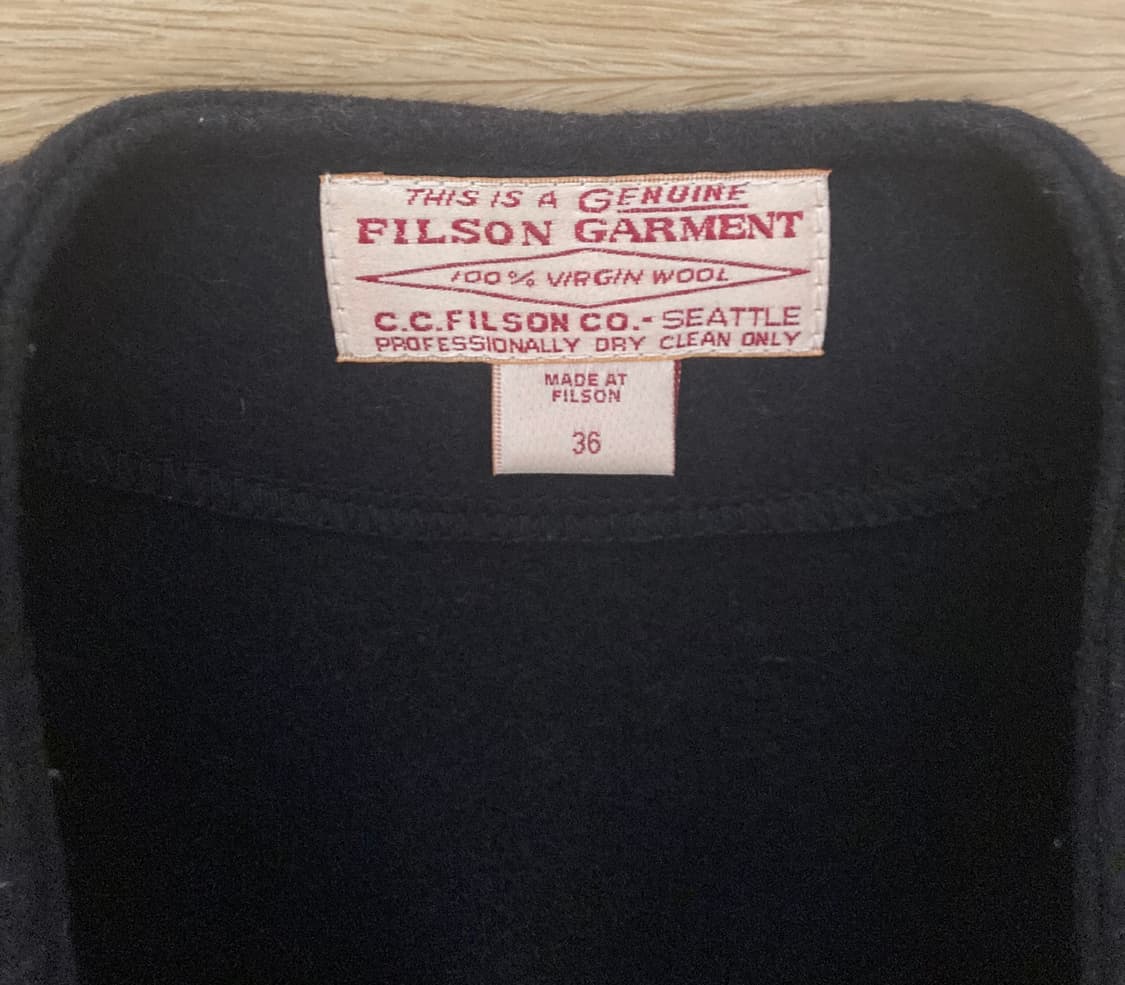 THIS IS A GENUINE
FILSON GARMENT
100% VIRGIN WOOL
C.C.FILSON CO.-SEATTLE
PROFESSIONALLY DRY CLEAN ONLY
MADE AT
FILSON
36